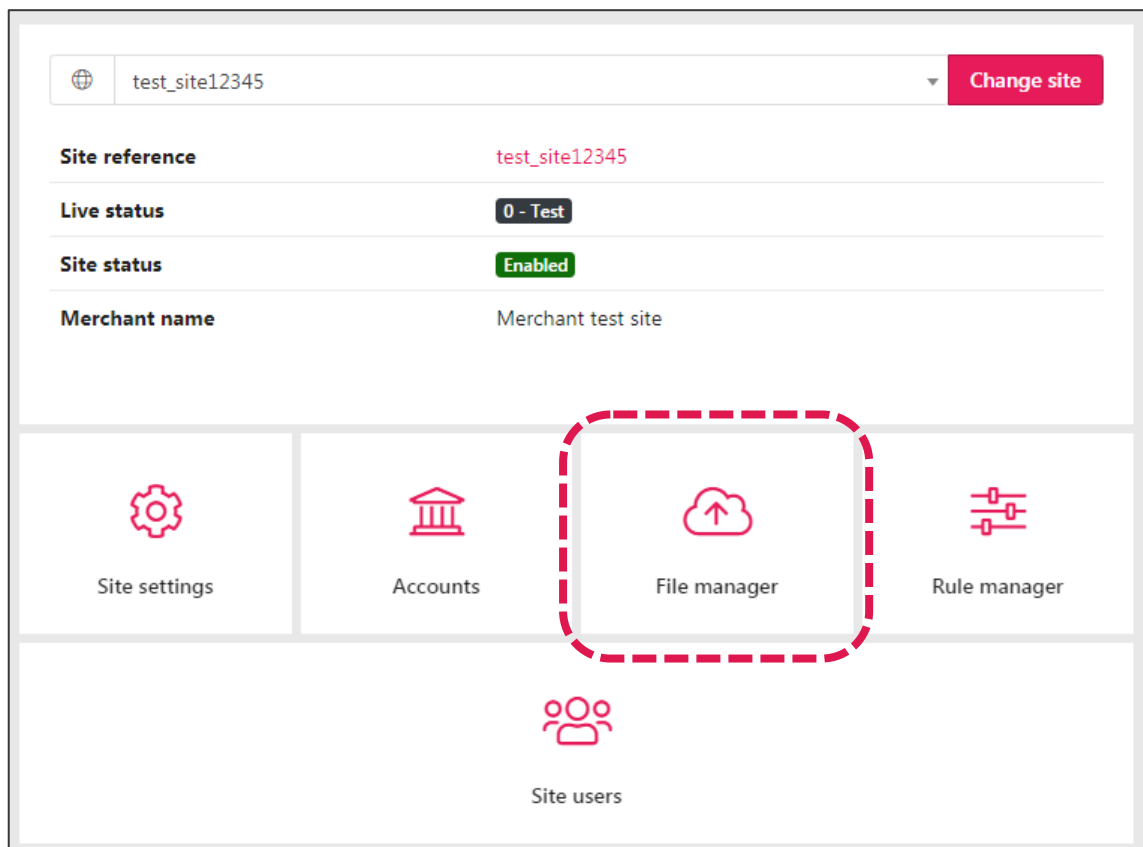 test_site12345
Change site
Site reference test_site12345
Live status 0 - Test
Site status Enabled
Merchant name Merchant test site
Site settings Accounts File manager Rule manager
Site users